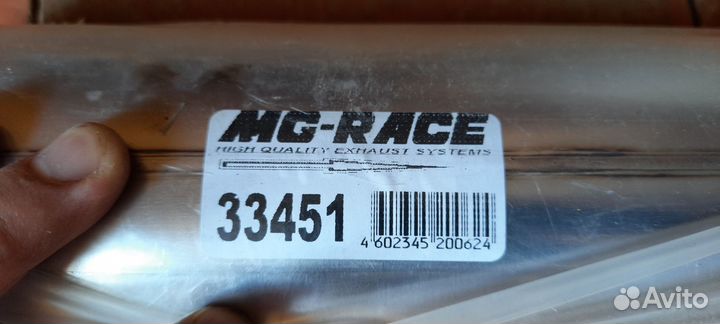 MG-RACE
HIGH QUALITY EXHAUST SYSTEMS
33451
4 602345 200624
Avito